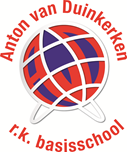 Anton van Duinkerken
r.k. basisschool